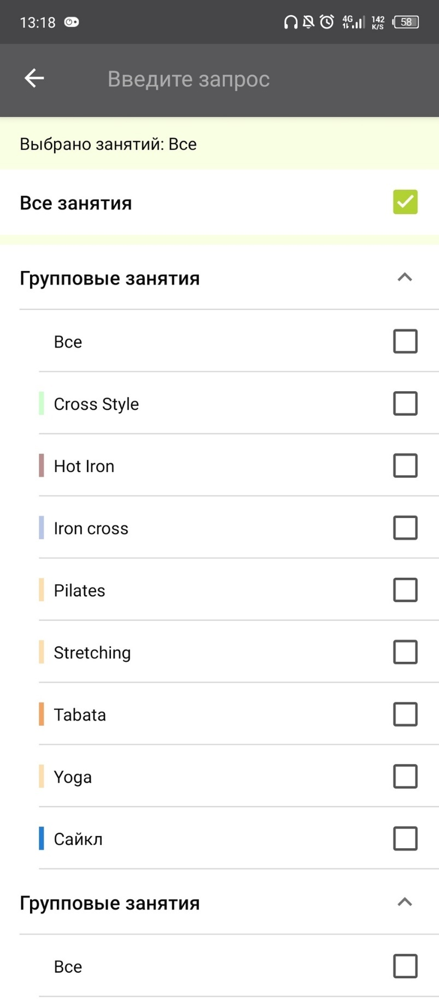 13:18
4G
142
K/S
58
Введите запрос
Выбрано занятий: Все
Все занятия
Групповые занятия
Все
Cross Style
Hot Iron
Iron cross
Pilates
Stretching
Tabata
Yoga
Сайкл
Групповые занятия
Все